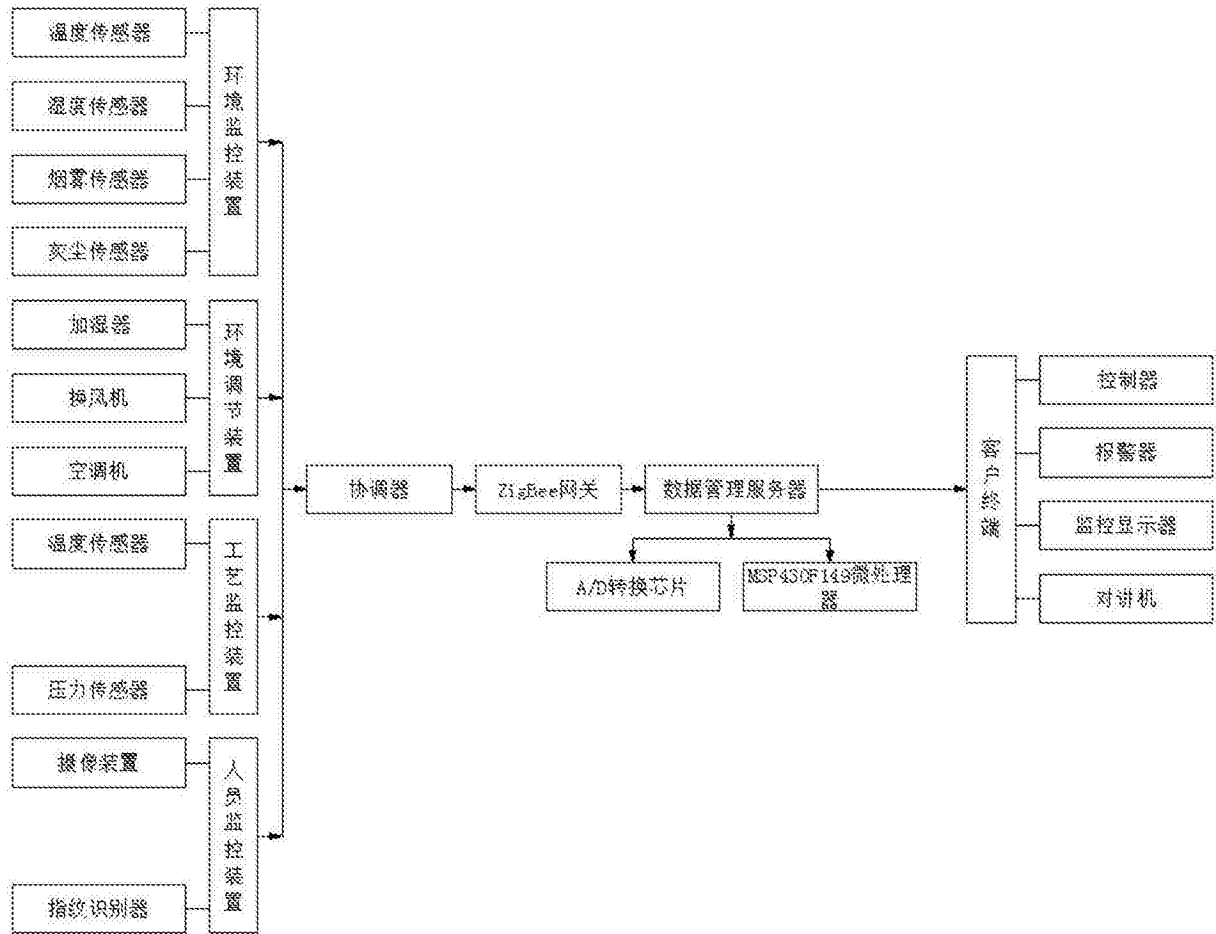 温度传感器
湿度传感器
烟雾传感器
灰尘传感器
环境监控装置
加湿器
换风机
空调机
环境调节装置
温度传感器
压力传感器
工艺监控装置
摄像装置
指纹识别器
人员监控装置
协调器
ZigBee网关
数据管理服务器
A/D转换芯片
MSP430F149微处理
器
客户终端
控制器
报警器
监控显示器
对讲机